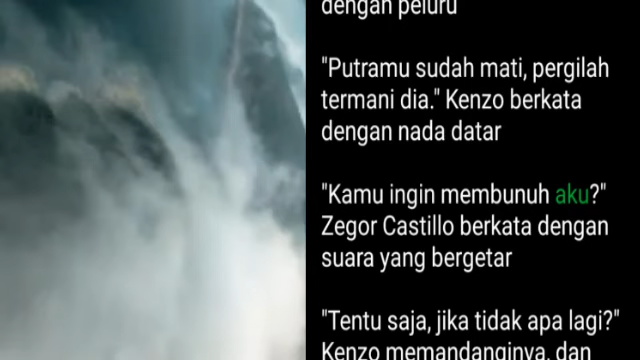 dengan peluru
"Putramu sudah mati, pergilah
termani dia." Kenzo berkata
dengan nada datar
"Kamu ingin membunuh aku?"
Zegor Castillo berkata dengan
suara yang bergetar
"Tentu saja, jika tidak apa lagi?"
Kenzo memandanginya, dan